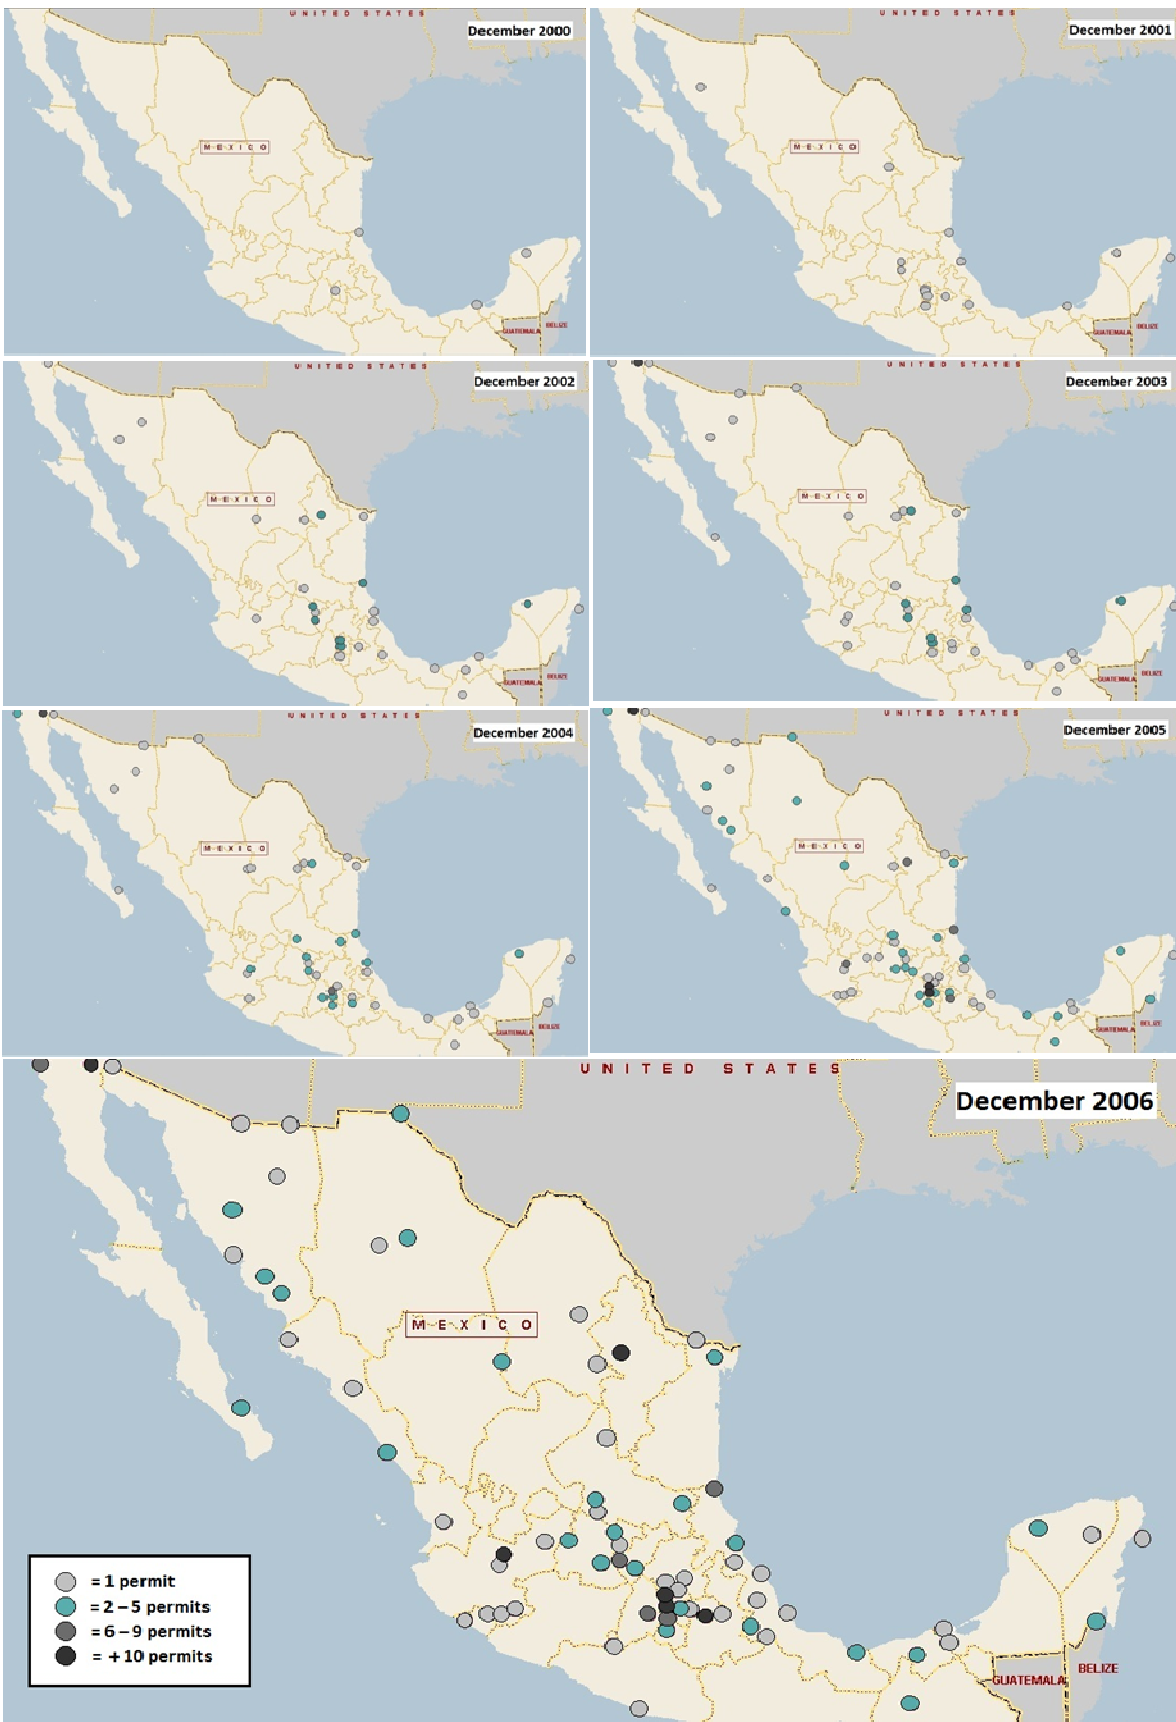 UNITED STATES
December 2000
MEXICO
GUATEMALA
BELIZE
UNITED STATES
December 2001
MEXICO
GUATEMALA
BELIZE
UNITED STATES
December 2002
MEXICO
GUATEMALA
BELIZE
UNITED STATES
December 2003
MEXICO
GUATEMALA
BELIZE
UNITED STATES
December 2004
MEXICO
GUATEMALA
BELIZE
UNITED STATES
December 2005
MEXICO
GUATEMALA
BELIZE
UNITED STATES
December 2006
MEXICO
= 1 permit
= 2 – 5 permits
= 6 – 9 permits
= +10 permits
GUATEMALA
BELIZE